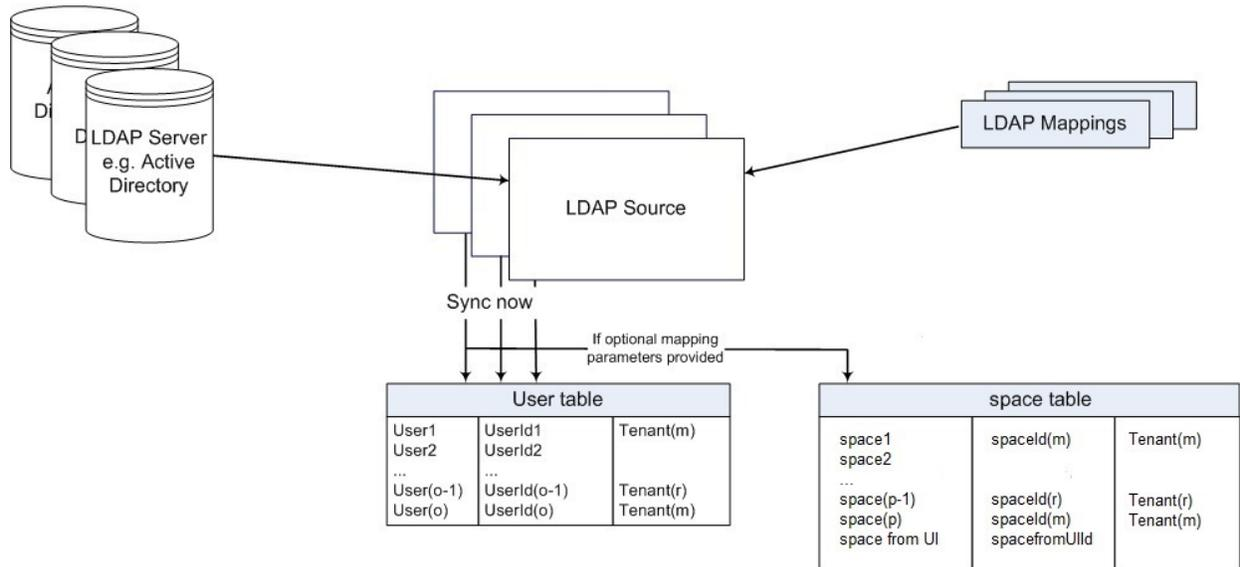 A
Di
D
LDAP Server
e.g. Active
Directory
LDAP Source
LDAP Mappings
Sync now
If optional mapping
parameters provided
User table
User1 UserId1 Tenant(m)
User2 UserId2
... ...
User(o-1) UserId(o-1) Tenant(r)
User(o) UserId(o) Tenant(m)
space table
space1 spaceId(m) Tenant(m)
space2
...
space(p-1) spaceId(r) Tenant(r)
space(p) spaceId(m) Tenant(m)
space from UI spacefromUIId